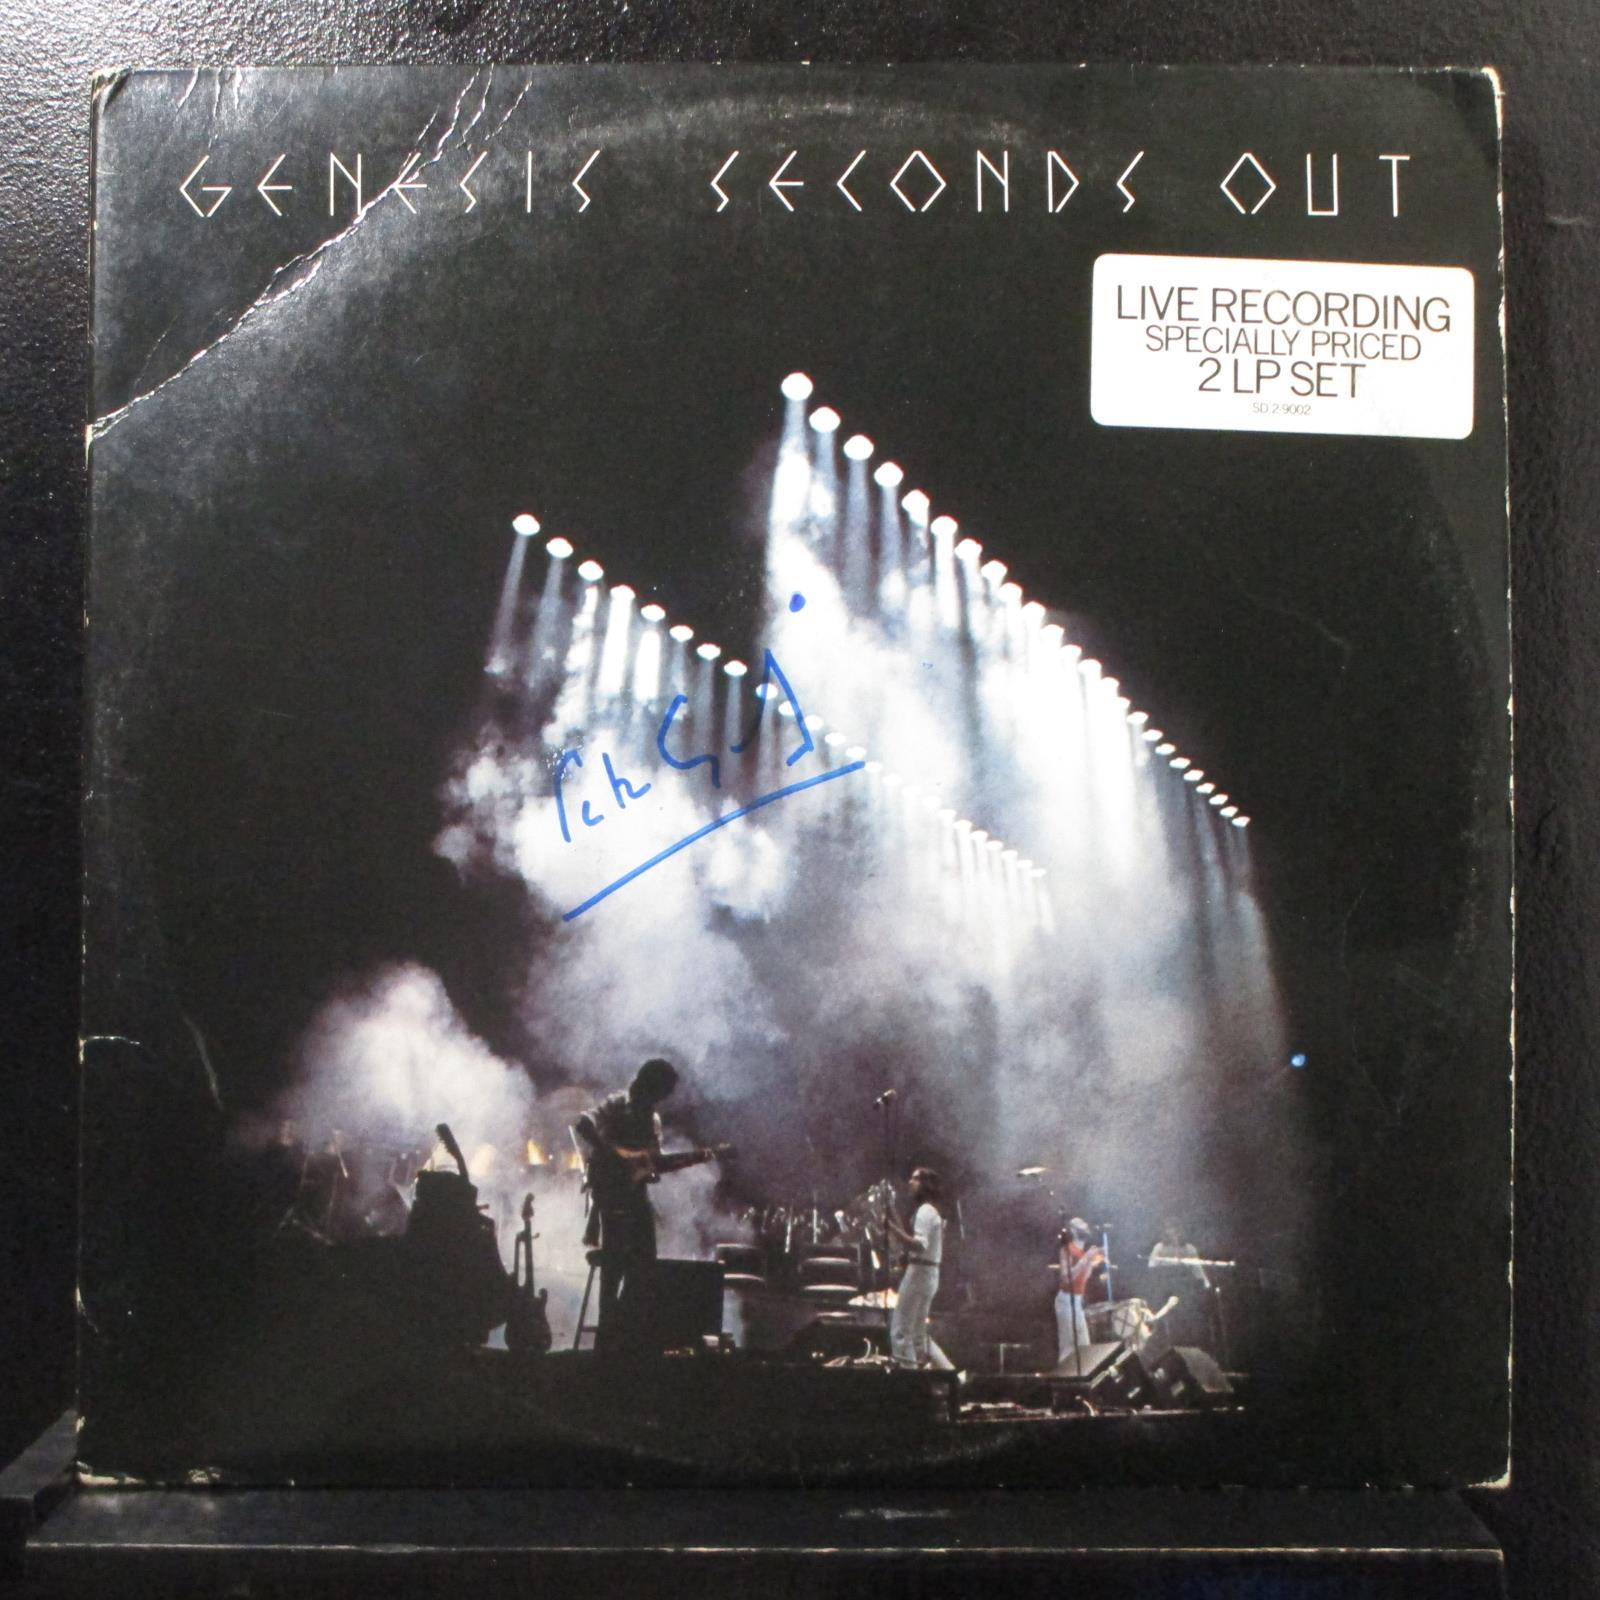 GENESIS SECONDS OUT
LIVE RECORDING
SPECIALLY PRICED
2 LP SET
SD 2-9002